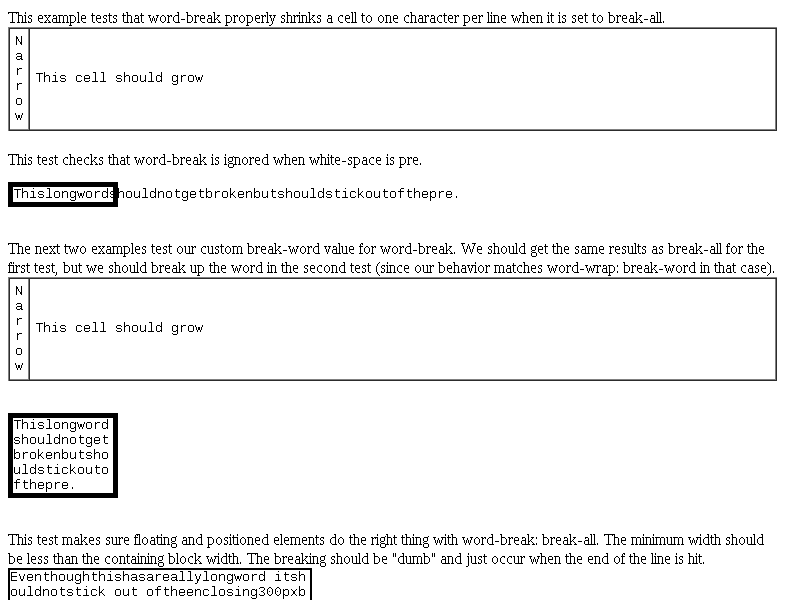 This example tests that word-break properly shrinks a cell to one character per line when it is set to break-all.
N
a
r
r
o
w
This cell should grow
This test checks that word-break is ignored when white-space is pre.
Thislongwordshouldnotgetbrokenbutshouldstickoutofthepre.
The next two examples test our custom break-word value for word-break. We should get the same results as break-all for the
first test, but we should break up the word in the second test (since our behavior matches word-wrap: break-word in that case).
N
a
r
r
o
w
This cell should grow
Thislongword
shouldnotget
brokenbutsho
uldstickouto
fthepre.
This test makes sure floating and positioned elements do the right thing with word-break: break-all. The minimum width should
be less than the containing block width. The breaking should be "dumb" and just occur when the end of the line is hit.
Eventhoughthishasareallylongword itsh
ouldnotstick out oftheenclosing300pxb